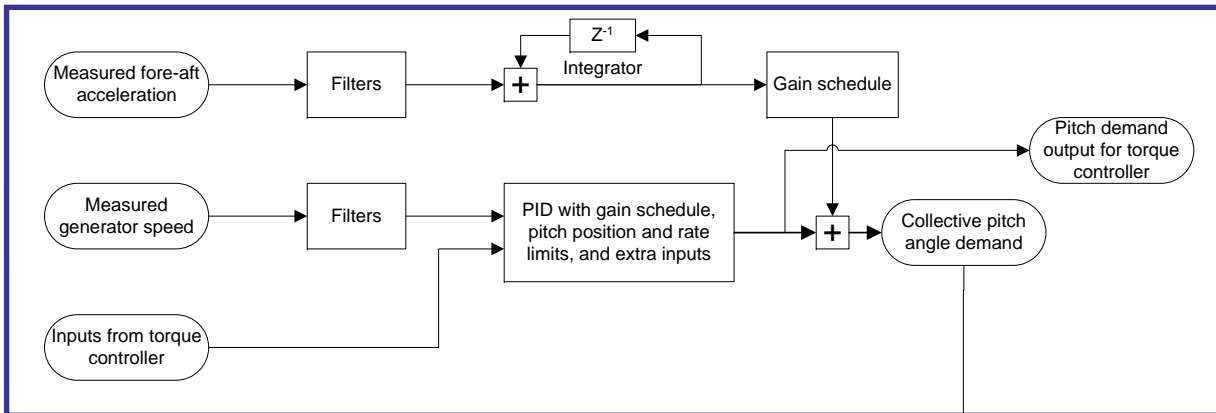 Z-1
Integrator
Measured fore-aft
acceleration
Filters
+
Gain schedule
Pitch demand
output for torque
controller
Measured
generator speed
Filters
PID with gain schedule,
pitch position and rate
limits, and extra inputs
+
Collective pitch
angle demand
Inputs from torque
controller